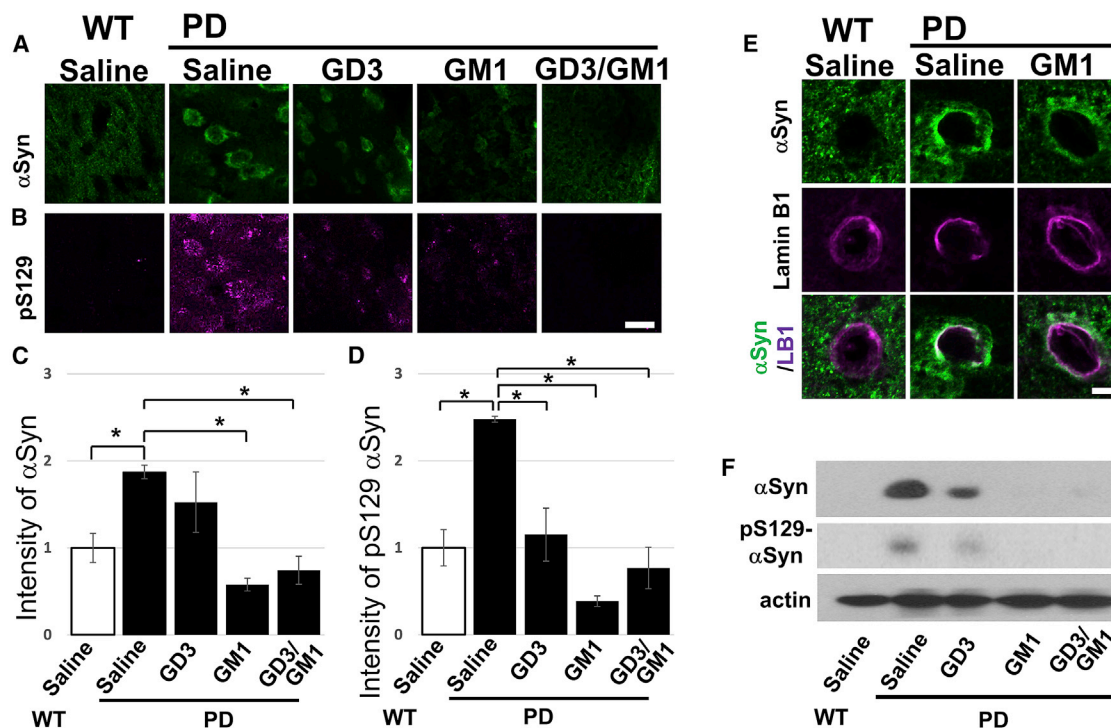 A
WT PD
Saline Saline GD3 GM1 GD3/GM1
αSyn
B
pS129
C
Intensity of αSyn
3
2
1
0
* * *
Saline Saline GD3 GM1 GD3/
GM1
WT PD
D
Intensity of pS129 αSyn
3
2
1
0
* * * *
Saline Saline GD3 GM1 GD3/
GM1
WT PD
E
WT PD
Saline Saline GM1
αSyn
Lamin B1
αSyn
/LB1
F
αSyn
pS129-
αSyn
actin
Saline Saline GD3 GM1 GD3/
GM1
WT PD